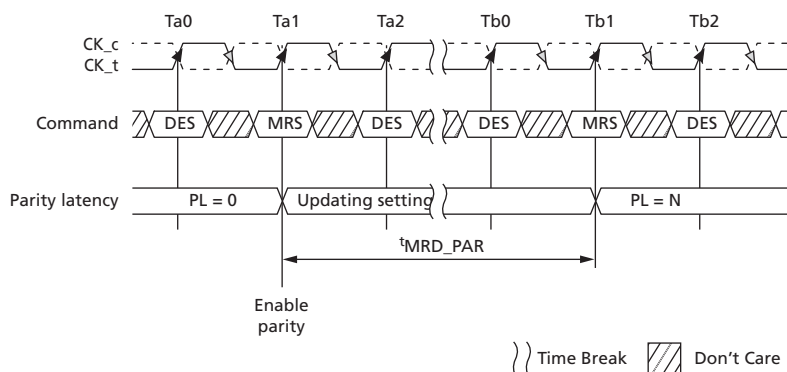 Ta0 Ta1 Ta2 Tb0 Tb1 Tb2
CK_c
CK_t
Command DES MRS DES DES MRS DES
Parity latency PL = 0 Updating setting PL = N
tMRD_PAR
Enable
parity
Time Break Don't Care